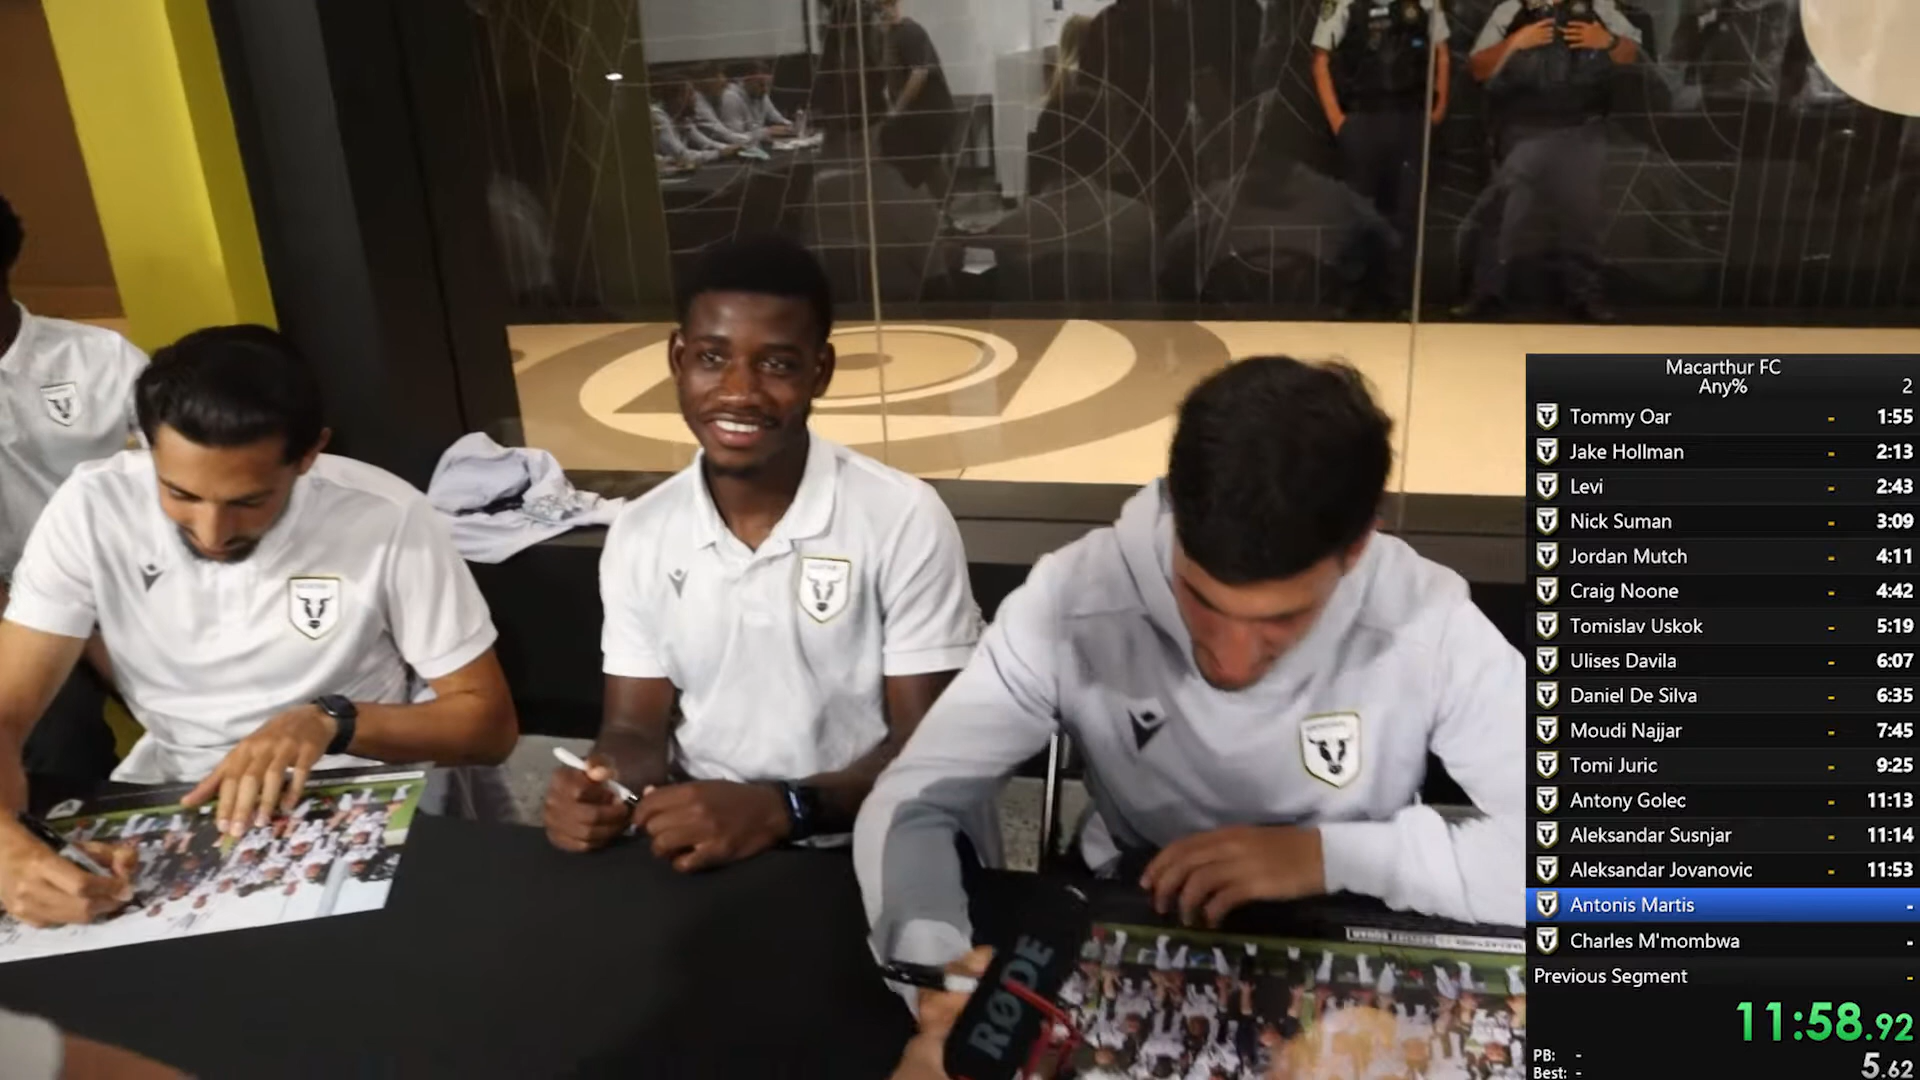 Macarthur FC
Any% 2
Tommy Oar - 1:55
Jake Hollman - 2:13
Levi - 2:43
Nick Suman - 3:09
Jordan Mutch - 4:11
Craig Noone - 4:42
Tomislav Uskok - 5:19
Ulises Davila - 6:07
Daniel De Silva - 6:35
Moudi Najjar - 7:45
Tomi Juric - 9:25
Antony Golec - 11:13
Aleksandar Susnjar - 11:14
Aleksandar Jovanovic - 11:53
Antonis Martis -
Charles M'mombwa -
Previous Segment -
11:58.92
PB: -
Best: - 5.62
RØDE